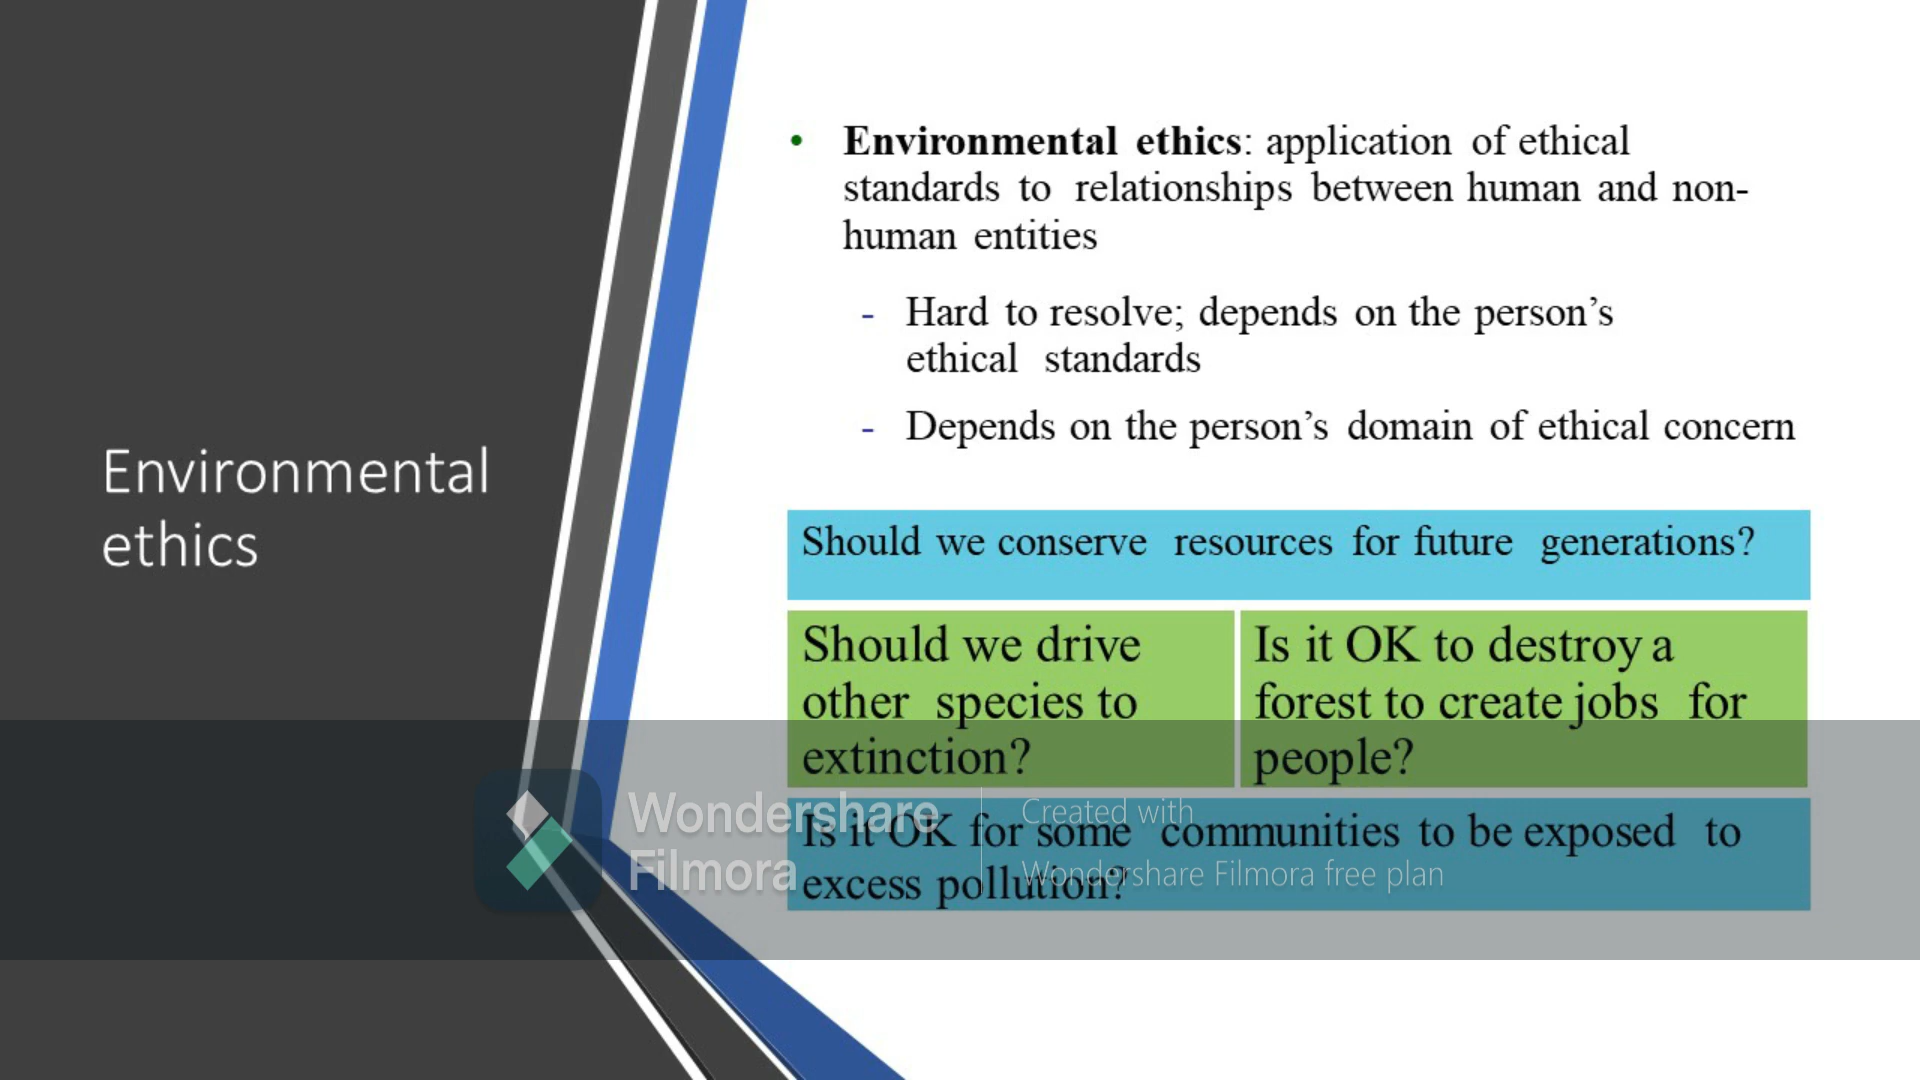 Environmental
ethics
• Environmental ethics: application of ethical
standards to relationships between human and non-
human entities
- Hard to resolve; depends on the person’s
ethical standards
- Depends on the person’s domain of ethical concern
Should we conserve resources for future generations?
Should we drive
other species to
extinction?
Is it OK to destroy a
forest to create jobs for
people?
Is it OK for some communities to be exposed to
excess pollution?
Wondershare
Filmora
Created with
Wondershare Filmora free plan